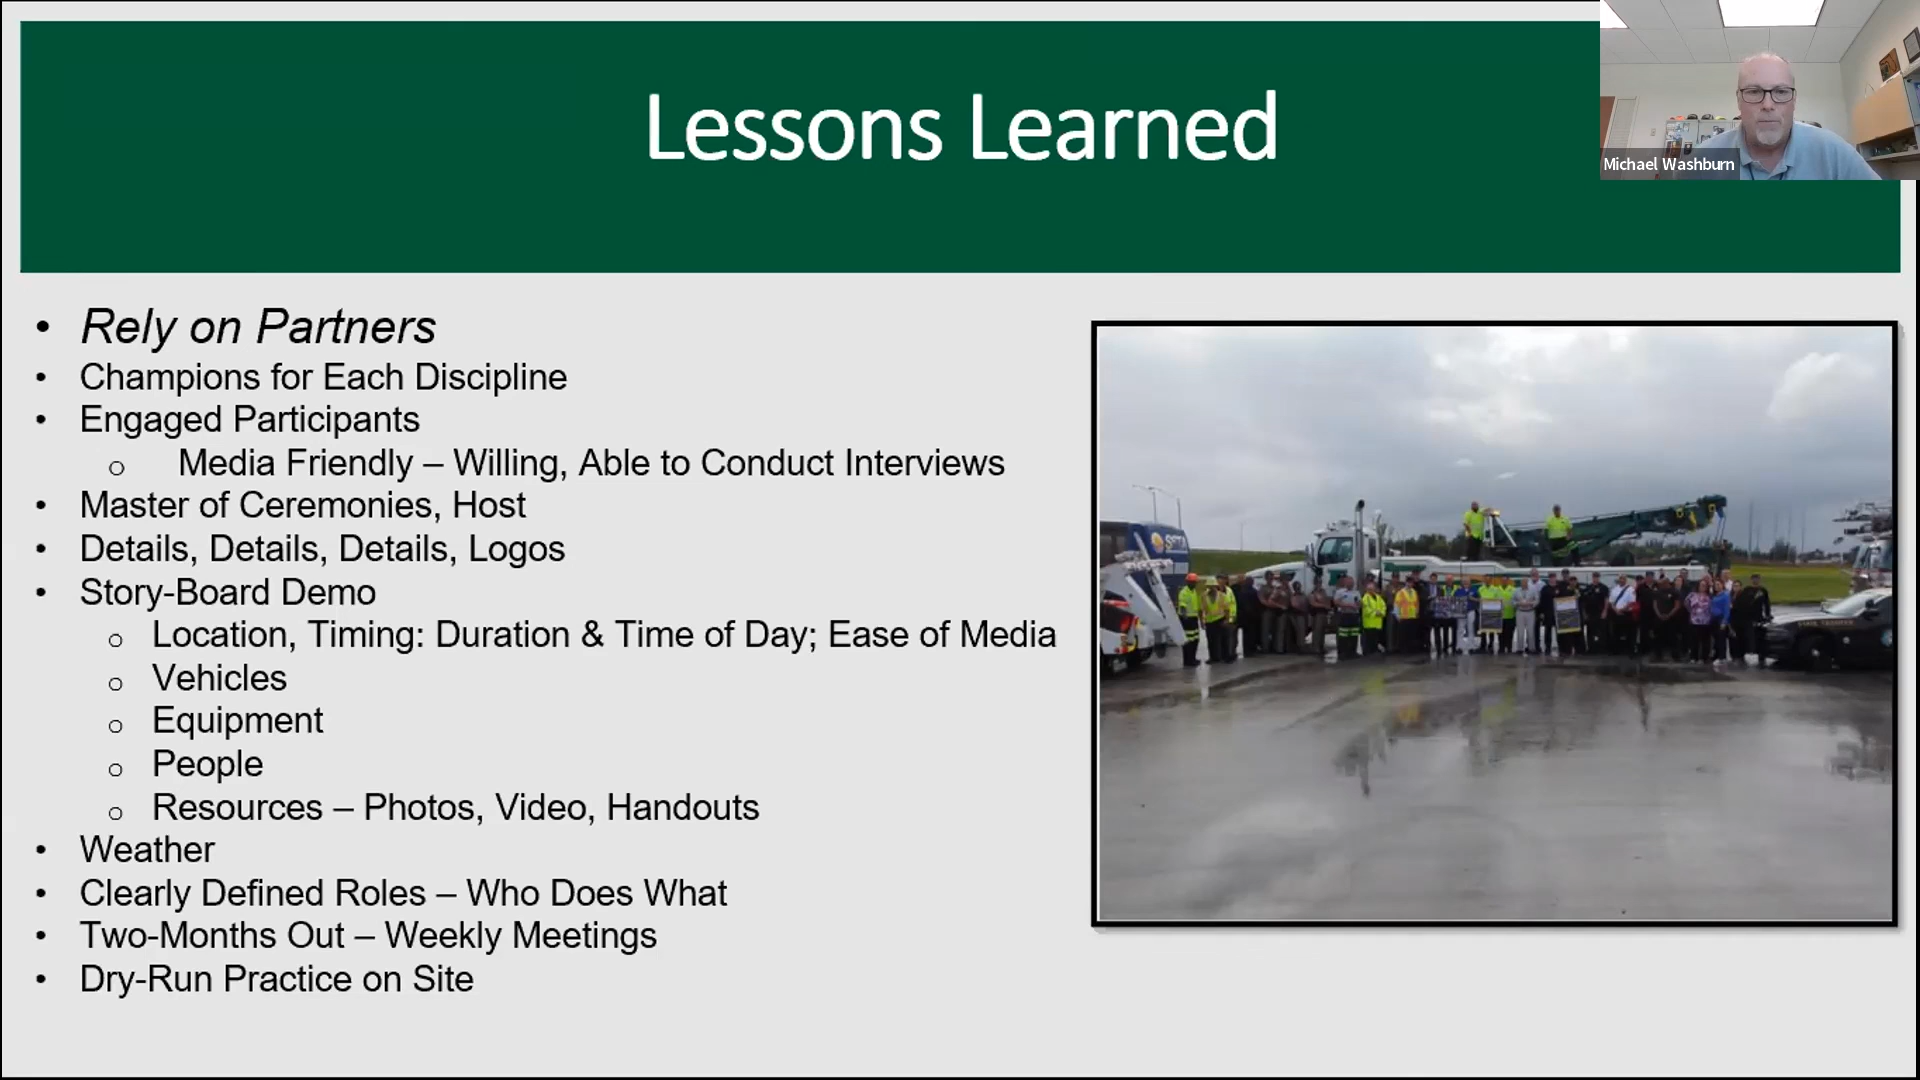 Lessons Learned
Michael Washburn
• Rely on Partners
• Champions for Each Discipline
• Engaged Participants
o Media Friendly – Willing, Able to Conduct Interviews
• Master of Ceremonies, Host
• Details, Details, Details, Logos
• Story-Board Demo
o Location, Timing: Duration & Time of Day; Ease of Media
o Vehicles
o Equipment
o People
o Resources – Photos, Video, Handouts
• Weather
• Clearly Defined Roles – Who Does What
• Two-Months Out – Weekly Meetings
• Dry-Run Practice on Site
STATE TROOPER